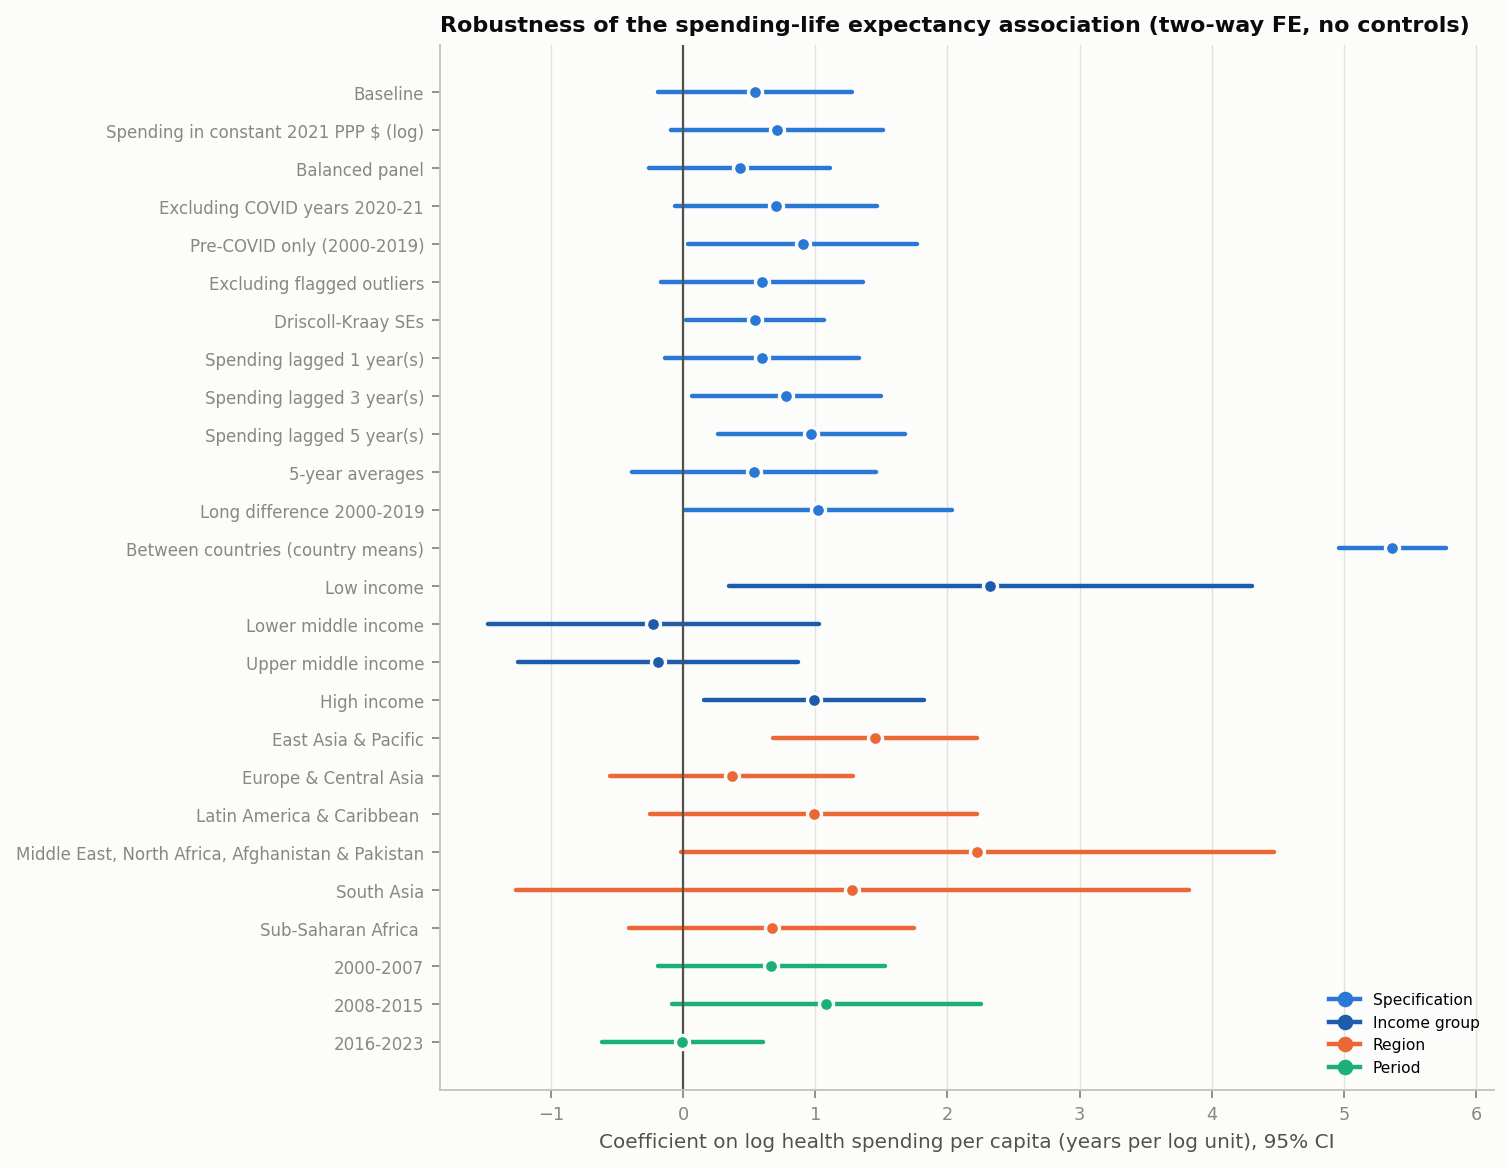 Robustness of the spending-life expectancy association (two-way FE, no controls)
Baseline
Spending in constant 2021 PPP $ (log)
Balanced panel
Excluding COVID years 2020-21
Pre-COVID only (2000-2019)
Excluding flagged outliers
Driscoll-Kraay SEs
Spending lagged 1 year(s)
Spending lagged 3 year(s)
Spending lagged 5 year(s)
5-year averages
Long difference 2000-2019
Between countries (country means)
Low income
Lower middle income
Upper middle income
High income
East Asia & Pacific
Europe & Central Asia
Latin America & Caribbean
Middle East, North Africa, Afghanistan & Pakistan
South Asia
Sub-Saharan Africa
2000-2007
2008-2015
2016-2023
Specification
Income group
Region
Period
−1 0 1 2 3 4 5 6
Coefficient on log health spending per capita (years per log unit), 95% CI